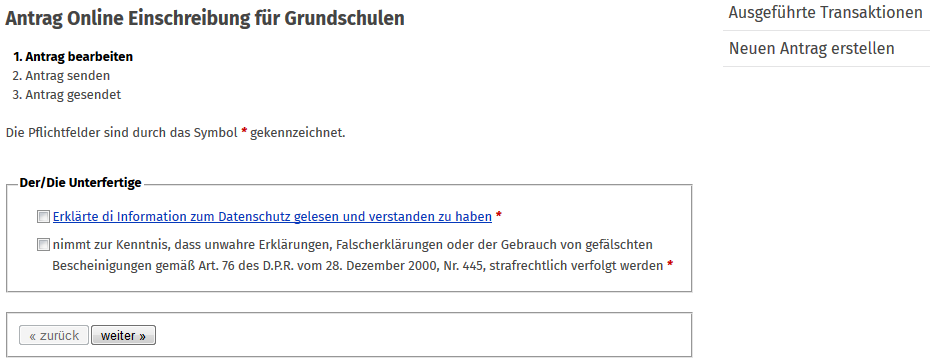 Antrag Online Einschreibung für Grundschulen
1. Antrag bearbeiten
2. Antrag senden
3. Antrag gesendet
Die Pflichtfelder sind durch das Symbol * gekennzeichnet.
Der/Die Unterfertige
Erklärte di Information zum Datenschutz gelesen und verstanden zu haben *
nimmt zur Kenntnis, dass unwahre Erklärungen, Falscherklärungen oder der Gebrauch von gefälschten
Bescheinigungen gemäß Art. 76 des D.P.R. vom 28. Dezember 2000, Nr. 445, strafrechtlich verfolgt werden *
« zurück weiter »
Ausgeführte Transaktionen
Neuen Antrag erstellen